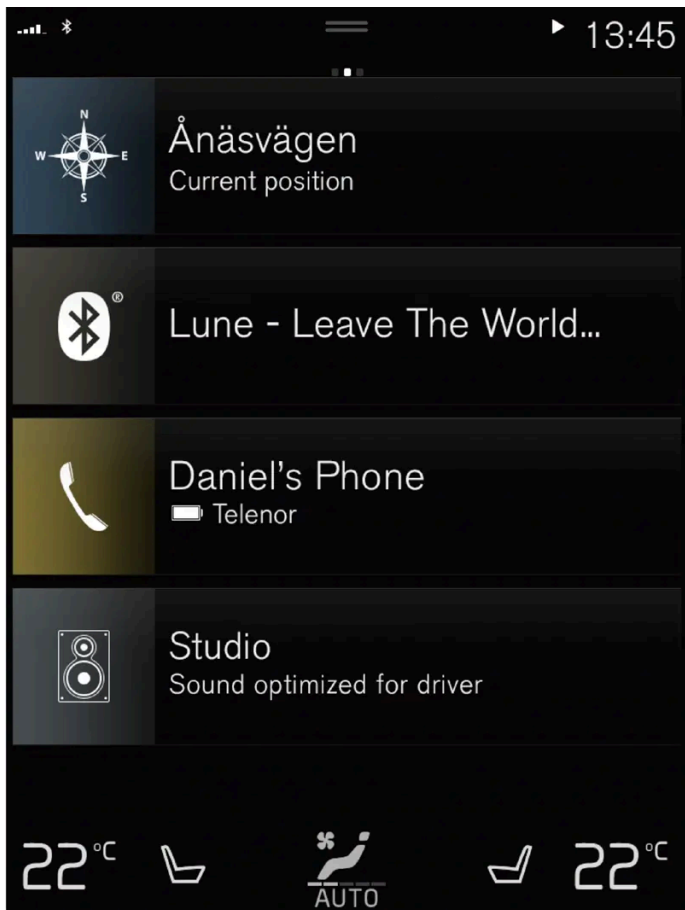 13:45
N
W E
S
Ånäsvägen
Current position
®
Lune - Leave The World...
Daniel's Phone
Telenor
Studio
Sound optimized for driver
22°C 22°C
AUTO